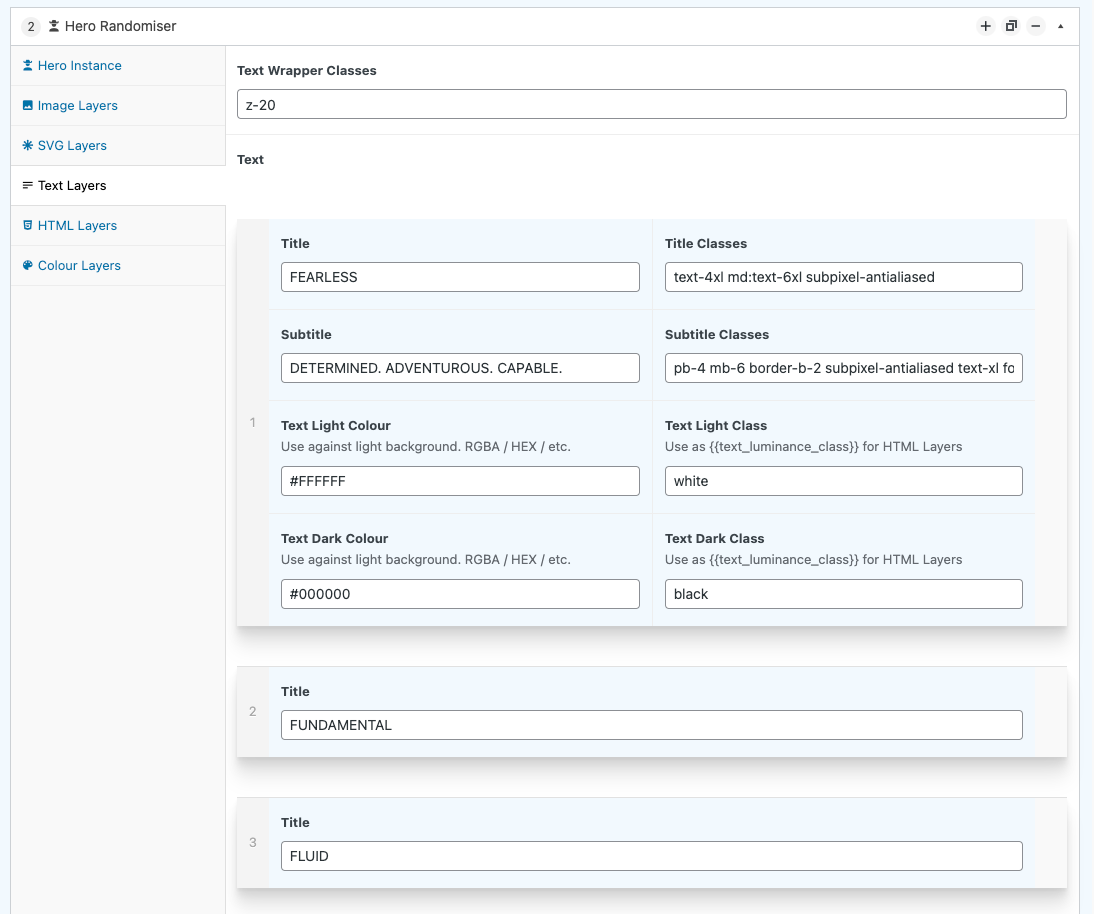 2 Hero Randomiser
Hero Instance
Image Layers
SVG Layers
Text Layers
HTML Layers
Colour Layers
Text Wrapper Classes
z-20
Text
1
Title
FEARLESS
Title Classes
text-4xl md:text-6xl subpixel-antialiased
Subtitle
DETERMINED. ADVENTUROUS. CAPABLE.
Subtitle Classes
pb-4 mb-6 border-b-2 subpixel-antialiased text-xl fo
Text Light Colour
Use against light background. RGBA / HEX / etc.
#FFFFFF
Text Light Class
Use as {{text_luminance_class}} for HTML Layers
white
Text Dark Colour
Use against light background. RGBA / HEX / etc.
#000000
Text Dark Class
Use as {{text_luminance_class}} for HTML Layers
black
2
Title
FUNDAMENTAL
3
Title
FLUID